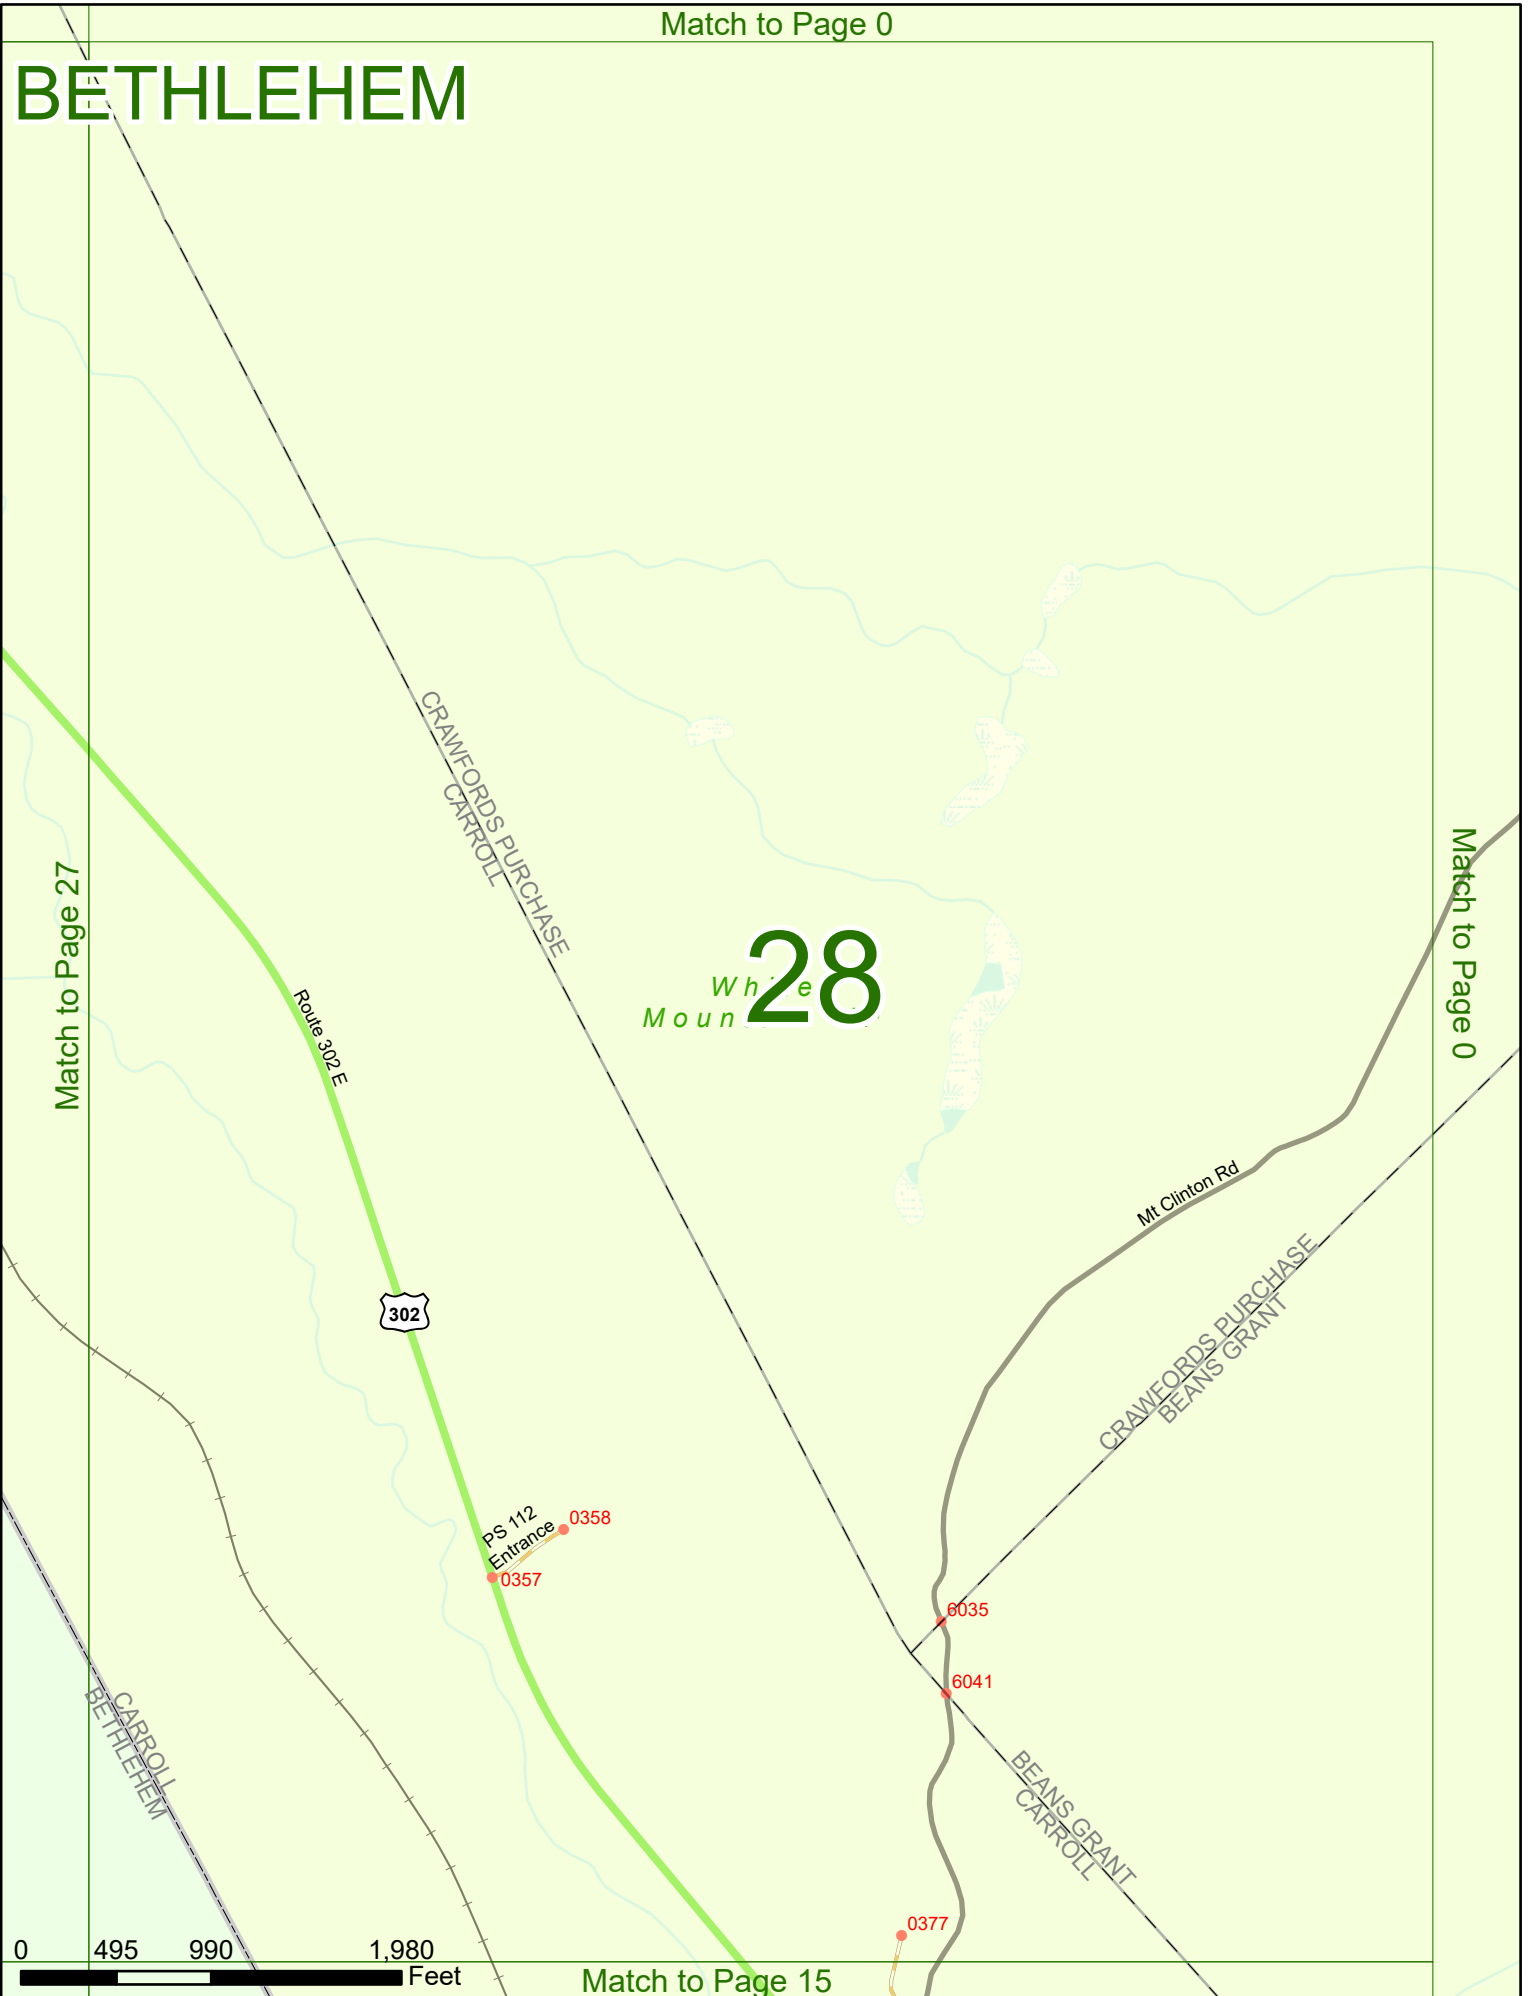 Match to Page 0
BETHLEHEM
CRAWFORDS PURCHASE
CARROLL
Match to Page 27
Match to Page 0
28
Route 302 E
Mt Clinton Rd
CRAWFORDS PURCHASE
BEANS GRANT
302
PS 112
Entrance
0358
0357
6035
6041
CARROLL
BETHLEHEM
BEANS GRANT
CARROLL
0377
0 495 990 1,980
Feet
Match to Page 15